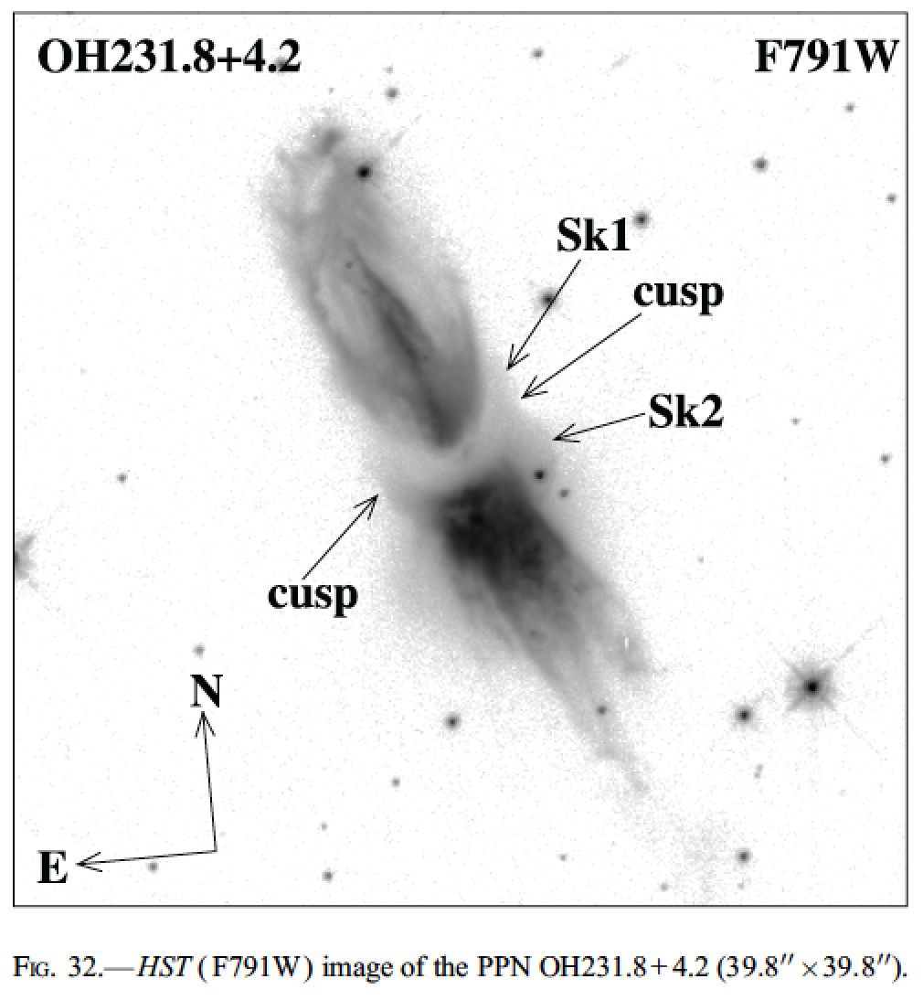 OH231.8+4.2 F791W
Sk1
cusp
Sk2
cusp
N
E
FIG. 32.—HST (F791W) image of the PPN OH231.8+4.2 (39.8″ ×39.8″).